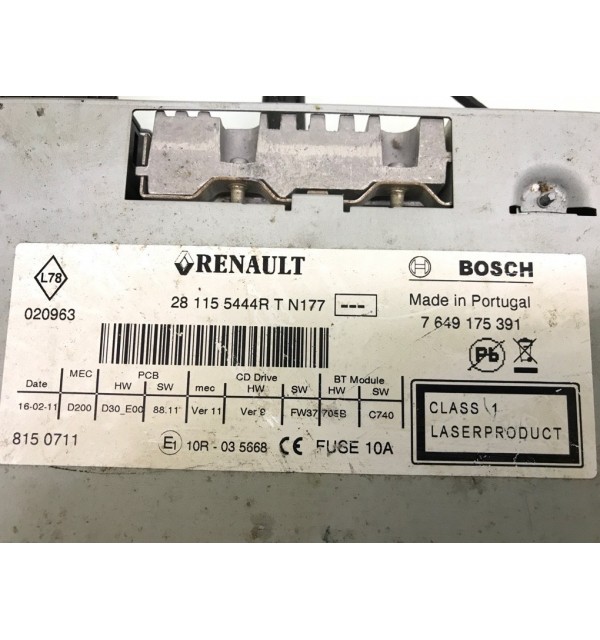 L78
RENAULT
BOSCH
020963
28 115 5444R T N177 ---
Made in Portugal
7 649 175 391
Pb
MEC PCB CD Drive BT Module
Date HW SW mec HW SW HW SW
16-02-11 D200 D30_E00 88.11 Ver 11 Ver 9 FW37 705B C740
CLASS 1
LASERPRODUCT
815 0711
E1 10R - 03 5668 CE FUSE 10A